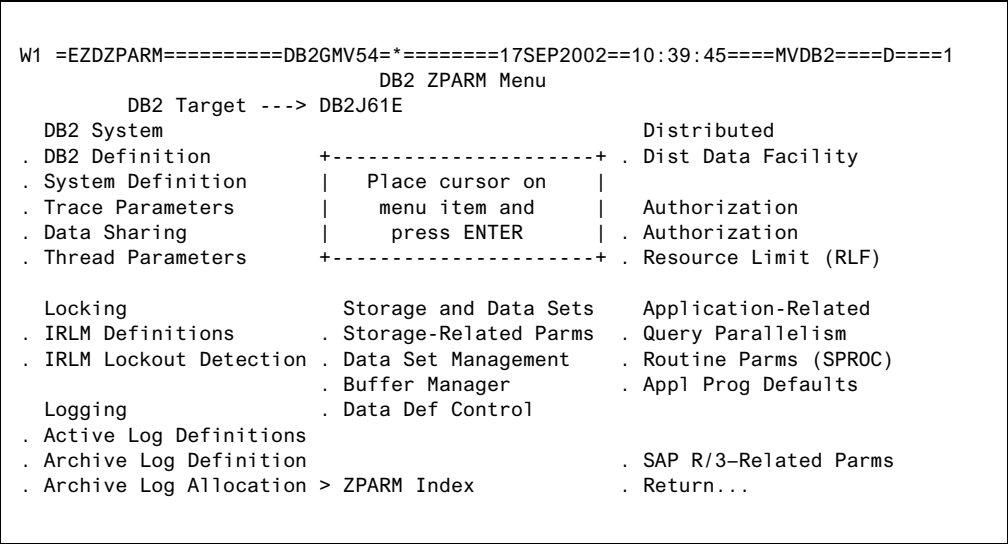 W1 =EZDZPARM==========DB2GMV54=*========17SEP2002==10:39:45====MVDB2====D====1
                              DB2 ZPARM Menu
         DB2 Target ---> DB2J61E
  DB2 System                                        Distributed
. DB2 Definition         +----------------------+ . Dist Data Facility
. System Definition      |   Place cursor on    |
. Trace Parameters       |    menu item and     |   Authorization
. Data Sharing           |     press ENTER      | . Authorization
. Thread Parameters      +----------------------+ . Resource Limit (RLF)
  Locking                  Storage and Data Sets    Application-Related
. IRLM Definitions       . Storage-Related Parms  . Query Parallelism
. IRLM Lockout Detection . Data Set Management    . Routine Parms (SPROC)
                         . Buffer Manager         . Appl Prog Defaults
  Logging                . Data Def Control
. Active Log Definitions
. Archive Log Definition                          . SAP R/3–Related Parms
. Archive Log Allocation > ZPARM Index            . Return...